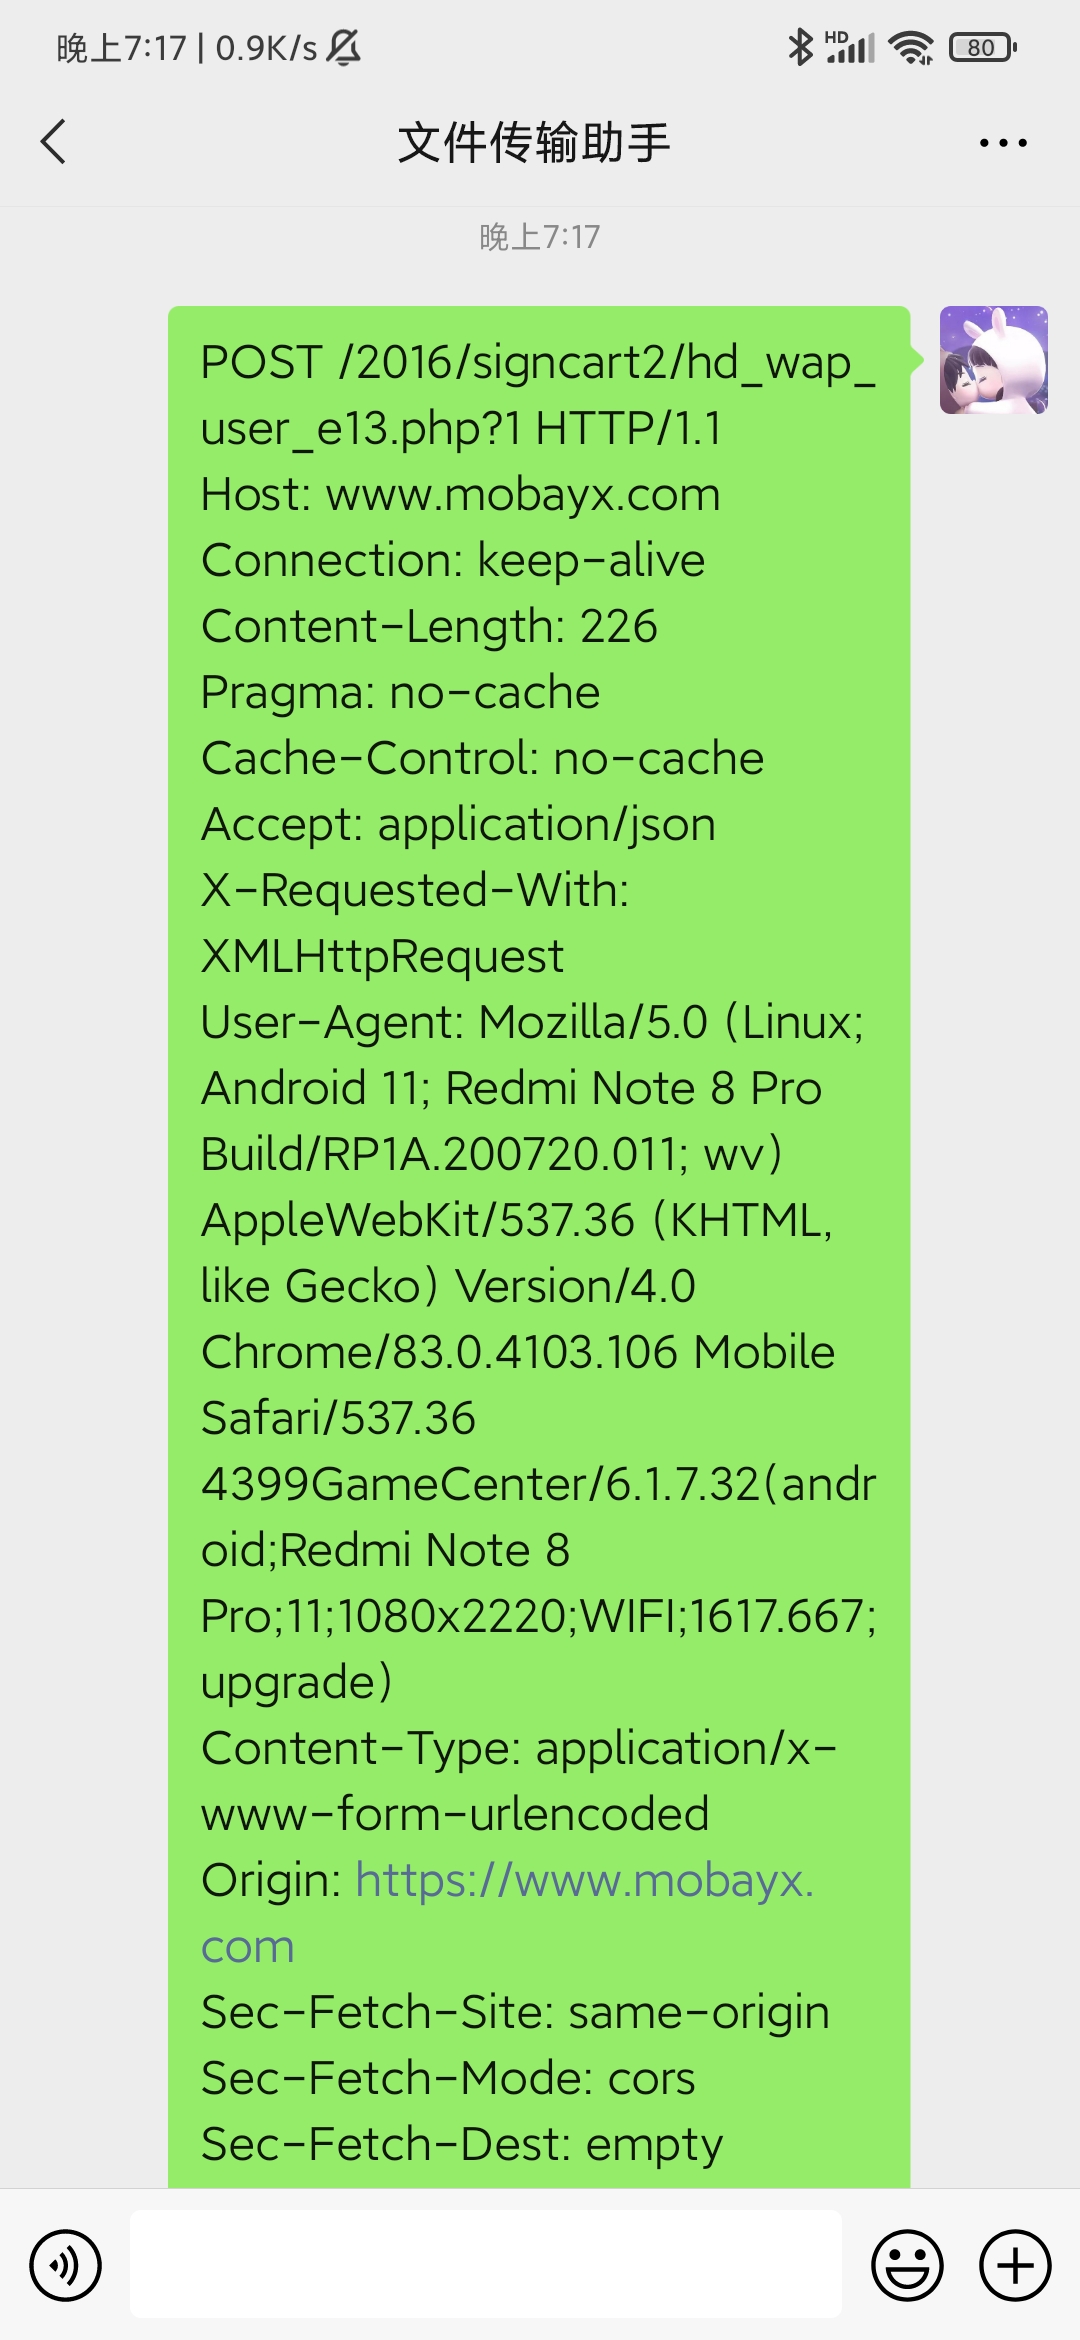 晚上7:17 | 0.9K/s
HD
80
文件传输助手
晚上7:17
POST /2016/signcart2/hd_wap_
user_e13.php?1 HTTP/1.1
Host: www.mobayx.com
Connection: keep-alive
Content-Length: 226
Pragma: no-cache
Cache-Control: no-cache
Accept: application/json
X-Requested-With:
XMLHttpRequest
User-Agent: Mozilla/5.0 (Linux;
Android 11; Redmi Note 8 Pro
Build/RP1A.200720.011; wv)
AppleWebKit/537.36 (KHTML,
like Gecko) Version/4.0
Chrome/83.0.4103.106 Mobile
Safari/537.36
4399GameCenter/6.1.7.32(andr
oid;Redmi Note 8
Pro;11;1080x2220;WIFI;1617.667;
upgrade)
Content-Type: application/x-
www-form-urlencoded
Origin: https://www.mobayx.
com
Sec-Fetch-Site: same-origin
Sec-Fetch-Mode: cors
Sec-Fetch-Dest: empty